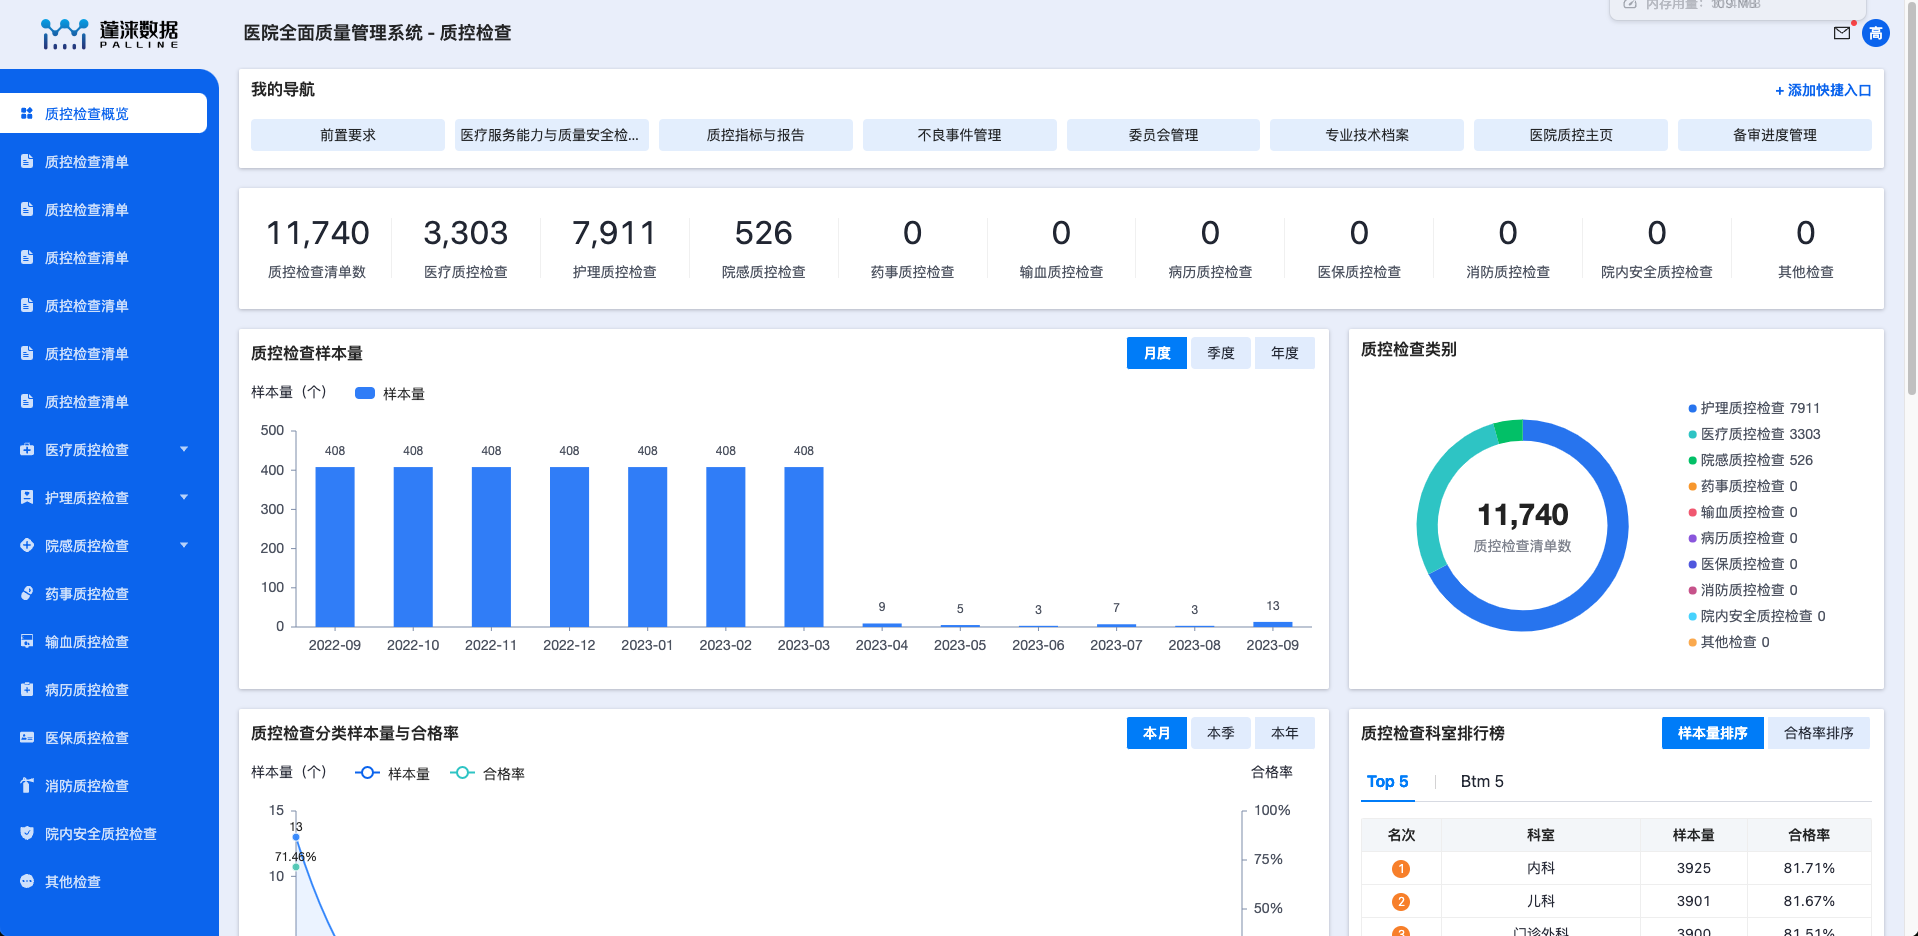 蓬涞数据
PALLINE
医院全面质量管理系统 - 质控检查
内存用量：
高
质控检查概览
质控检查清单
质控检查清单
质控检查清单
质控检查清单
质控检查清单
质控检查清单
医疗质控检查
护理质控检查
院感质控检查
药事质控检查
输血质控检查
病历质控检查
医保质控检查
消防质控检查
院内安全质控检查
其他检查
我的导航
+ 添加快捷入口
前置要求
医疗服务能力与质量安全检...
质控指标与报告
不良事件管理
委员会管理
专业技术档案
医院质控主页
备审进度管理
11,740
质控检查清单数
3,303
医疗质控检查
7,911
护理质控检查
526
院感质控检查
0
药事质控检查
0
输血质控检查
0
病历质控检查
0
医保质控检查
0
消防质控检查
0
院内安全质控检查
0
其他检查
质控检查样本量
月度
季度
年度
样本量（个）
样本量
500
400
300
200
100
0
408
408
408
408
408
408
408
9
5
3
7
3
13
2022-09
2022-10
2022-11
2022-12
2023-01
2023-02
2023-03
2023-04
2023-05
2023-06
2023-07
2023-08
2023-09
质控检查类别
11,740
质控检查清单数
护理质控检查 7911
医疗质控检查 3303
院感质控检查 526
药事质控检查 0
输血质控检查 0
病历质控检查 0
医保质控检查 0
消防质控检查 0
院内安全质控检查 0
其他检查 0
质控检查分类样本量与合格率
本月
本季
本年
样本量（个）
样本量
合格率
合格率
15
13
71.46%
10
100%
75%
50%
质控检查科室排行榜
样本量排序
合格率排序
Top 5
Btm 5
名次 科室 样本量 合格率
1 内科 3925 81.71%
2 儿科 3901 81.67%
3 门诊外科 3900 81.51%